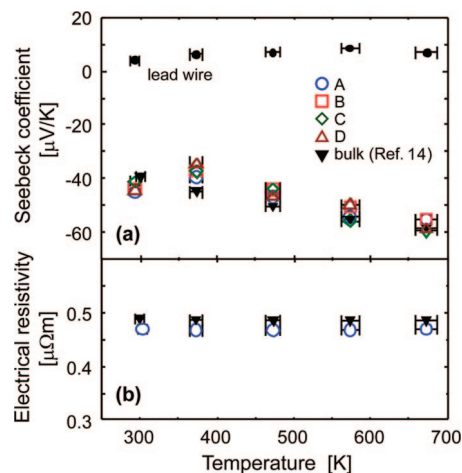 20
0
-20
-40
-60
Seebeck coefficient
[μV/K]
lead wire
A
B
C
D
bulk (Ref. 14)
(a)
0.5
0.4
0.3
Electrical resistivity
[μΩm]
(b)
300
400
500
600
700
Temperature [K]